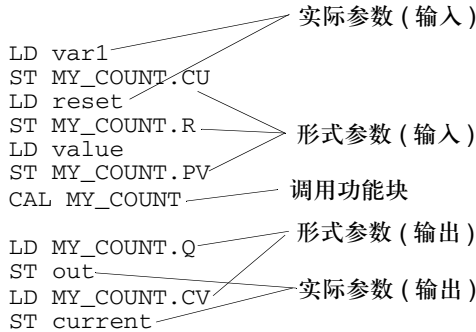 实际参数 ( 输入 )
LD var1
ST MY_COUNT.CU
LD reset
ST MY_COUNT.R
形式参数 ( 输入 )
LD value
ST MY_COUNT.PV
CAL MY_COUNT
调用功能块
形式参数 ( 输出 )
LD MY_COUNT.Q
ST out
实际参数 ( 输出 )
LD MY_COUNT.CV
ST current